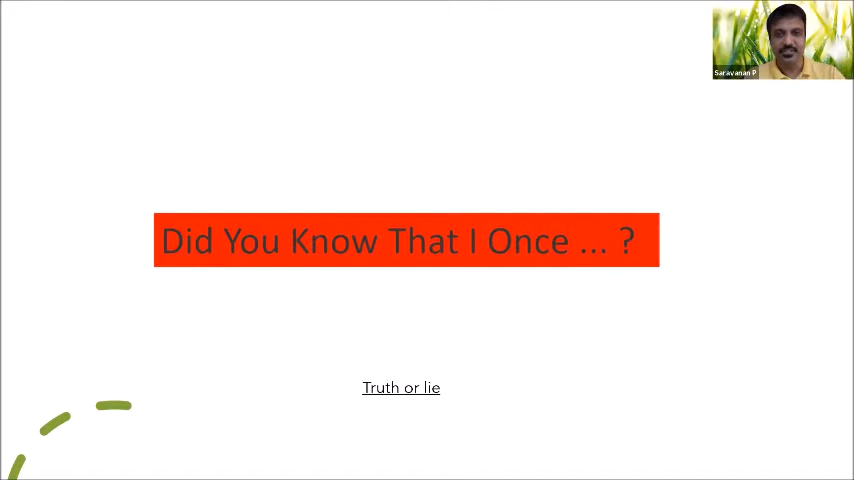 Saravanan P
Did You Know That I Once ... ?
Truth or lie